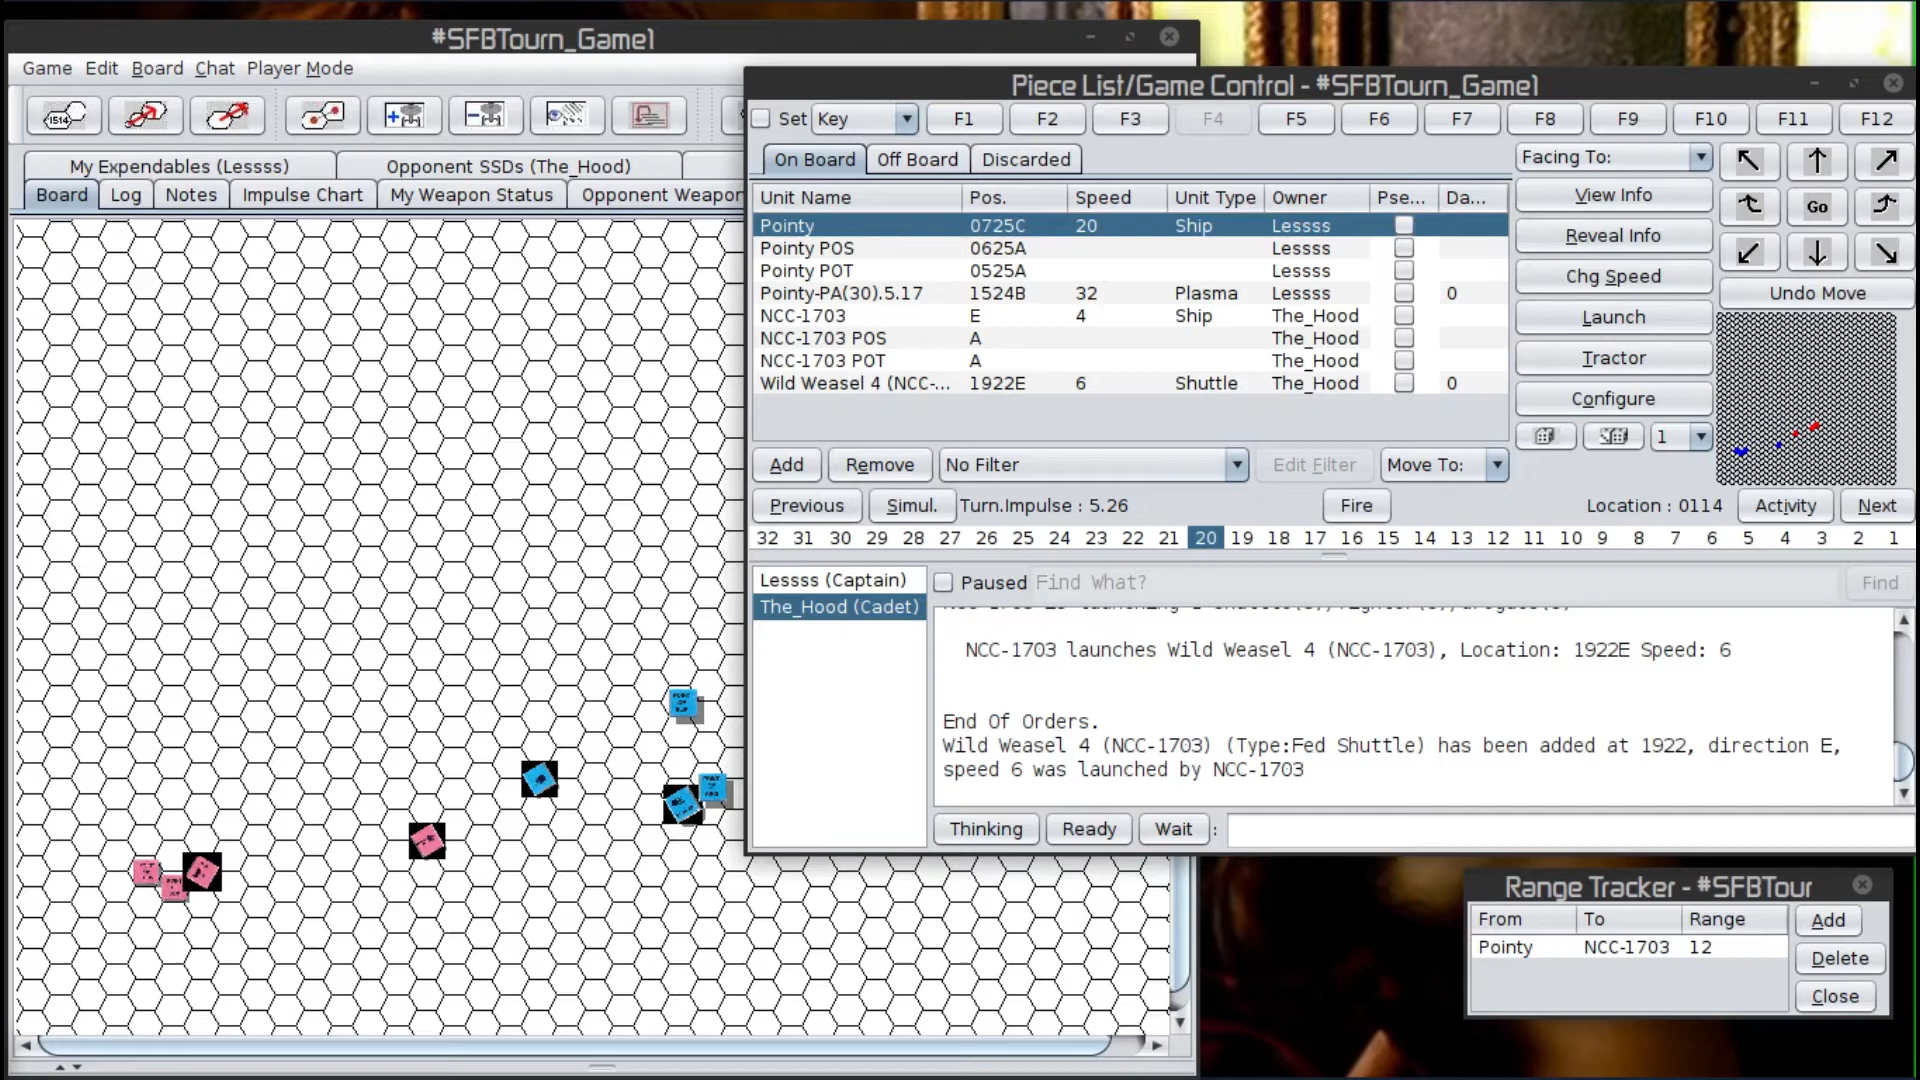 #SFBTourn_Game1
Game Edit Board Chat Player Mode
1514
My Expendables (Lessss) Opponent SSDs (The_Hood)
Board Log Notes Impulse Chart My Weapon Status Opponent Weapon
Piece List/Game Control - #SFBTourn_Game1
Set Key F1 F2 F3 F4 F5 F6 F7 F8 F9 F10 F11 F12
On Board Off Board Discarded
Facing To:
Unit Name Pos. Speed Unit Type Owner Pse... Da...
Pointy 0725C 20 Ship Lessss
Pointy POS 0625A Lessss
Pointy POT 0525A Lessss
Pointy-PA(30).5.17 1524B 32 Plasma Lessss 0
NCC-1703 E 4 Ship The_Hood
NCC-1703 POS A The_Hood
NCC-1703 POT A The_Hood
Wild Weasel 4 (NCC-... 1922E 6 Shuttle The_Hood 0
View Info
Reveal Info
Chg Speed
Launch
Tractor
Configure
1
Go
Undo Move
Add Remove No Filter Edit Filter Move To:
Previous Simul. Turn.Impulse : 5.26 Fire Location : 0114 Activity Next
32 31 30 29 28 27 26 25 24 23 22 21 20 19 18 17 16 15 14 13 12 11 10 9 8 7 6 5 4 3 2 1
Lessss (Captain)
The_Hood (Cadet)
Paused Find What? Find
NCC-1703 launches Wild Weasel 4 (NCC-1703), Location: 1922E Speed: 6
End Of Orders.
Wild Weasel 4 (NCC-1703) (Type:Fed Shuttle) has been added at 1922, direction E,
speed 6 was launched by NCC-1703
Thinking Ready Wait :
Range Tracker - #SFBTour
From To Range Add
Pointy NCC-1703 12
Delete
Close